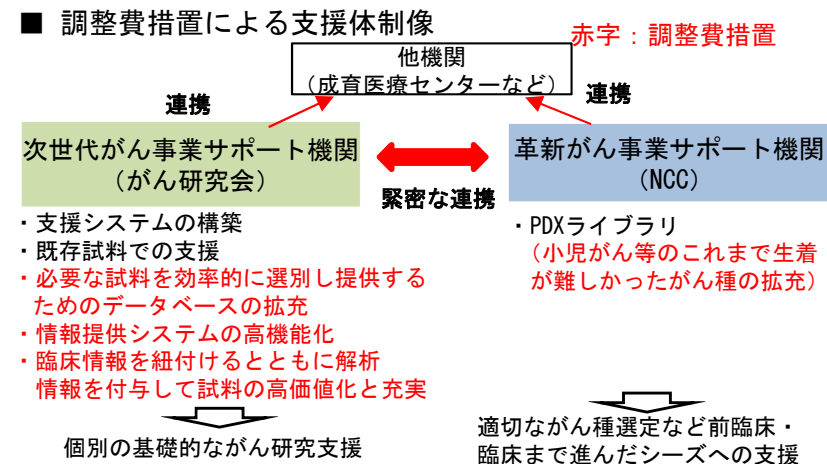 ■ 調整費措置による支援体制像
赤字：調整費措置
他機関
（成育医療センターなど）
連携
連携
次世代がん事業サポート機関
（がん研究会）
革新がん事業サポート機関
（NCC）
緊密な連携
・支援システムの構築
・既存試料での支援
・必要な試料を効率的に選別し提供する
ためのデータベースの拡充
・情報提供システムの高機能化
・臨床情報を紐付けるとともに解析
情報を付与して試料の高価値化と充実
・PDXライブラリ
（小児がん等のこれまで生着
が難しかったがん種の拡充）
個別の基礎的ながん研究支援
適切ながん種選定など前臨床・
臨床まで進んだシーズへの支援